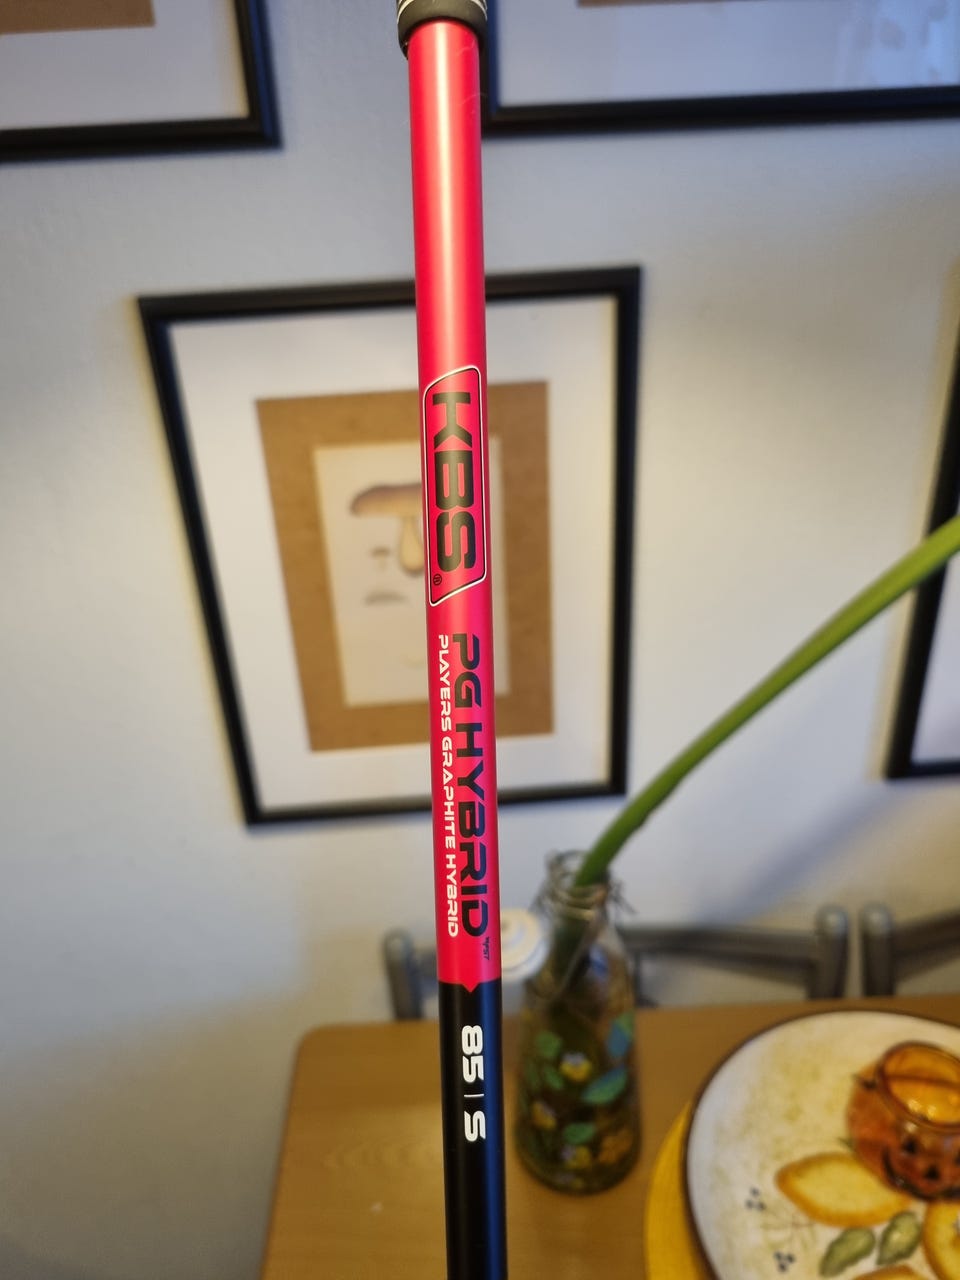 KBS®
PG HYBRID
PLAYERS GRAPHITE HYBRID
85 | S